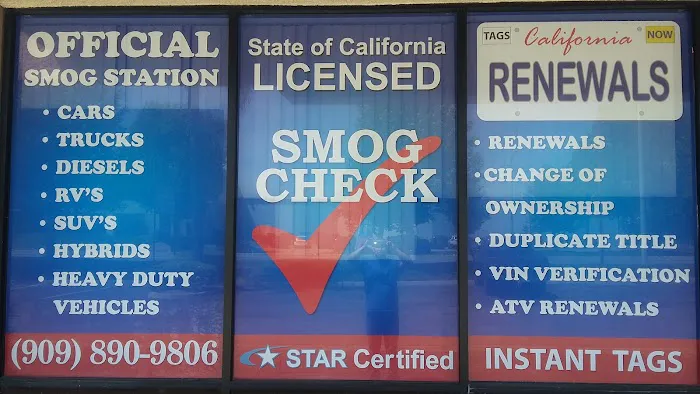 OFFICIAL
SMOG STATION
• CARS
• TRUCKS
• DIESELS
• RV'S
• SUV'S
• HYBRIDS
• HEAVY DUTY
VEHICLES
(909) 890-9806
State of California
LICENSED
SMOG
CHECK
STAR Certified
TAGS California NOW
RENEWALS
• RENEWALS
• CHANGE OF
OWNERSHIP
• DUPLICATE TITLE
• VIN VERIFICATION
• ATV RENEWALS
INSTANT TAGS